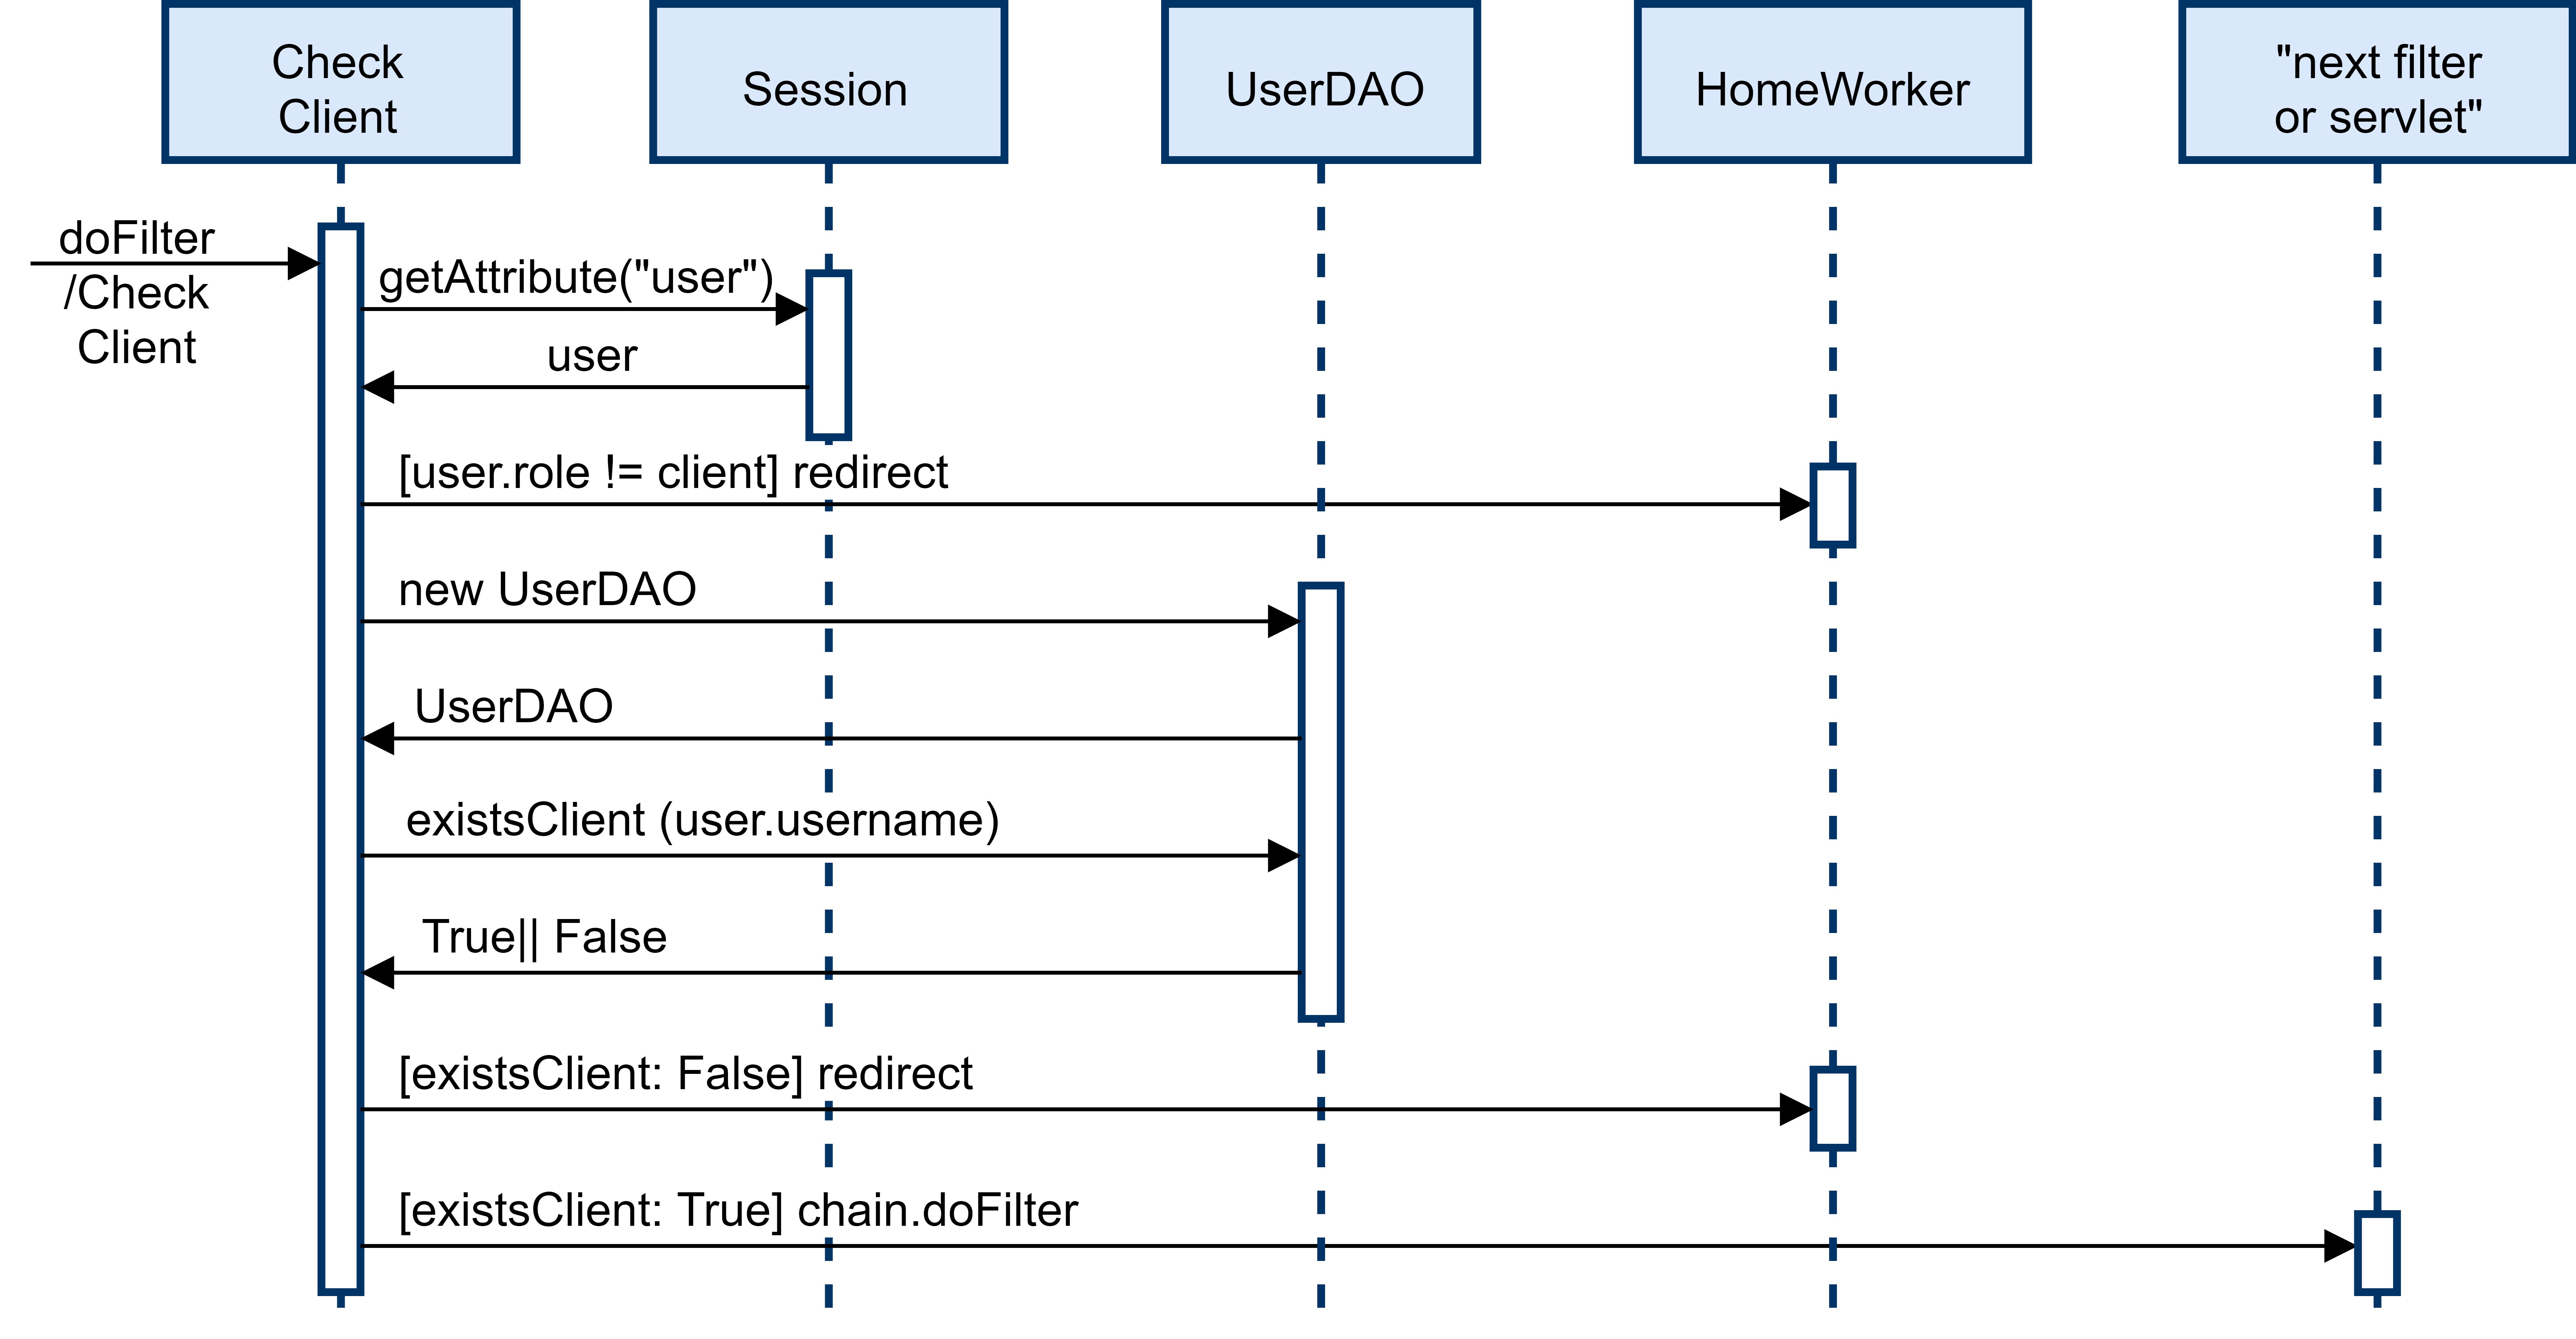 Check
Client
Session
UserDAO
HomeWorker
"next filter
or servlet"
doFilter
/Check
Client
getAttribute("user")
user
[user.role != client] redirect
new UserDAO
UserDAO
existsClient (user.username)
True|| False
[existsClient: False] redirect
[existsClient: True] chain.doFilter